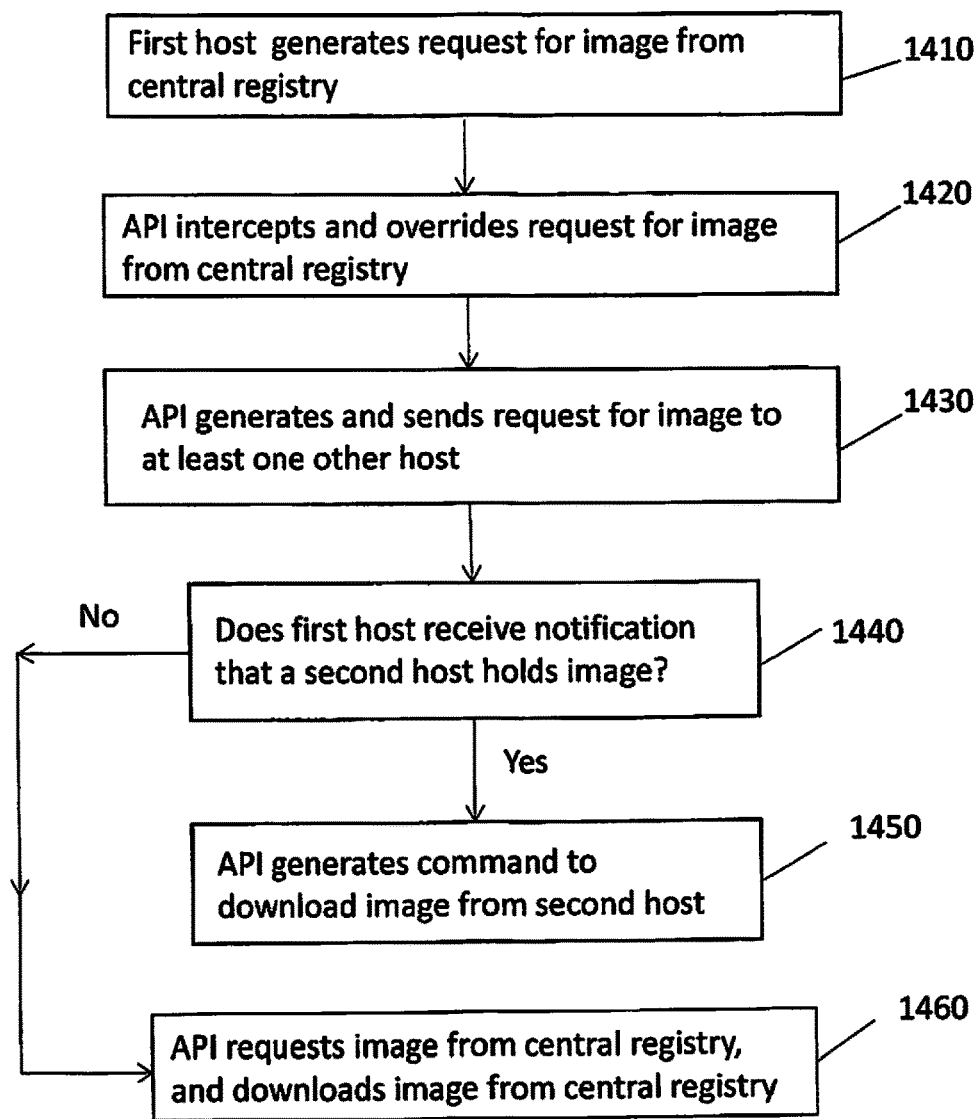 First host generates request for image from
central registry
1410
API intercepts and overrides request for image
from central registry
1420
API generates and sends request for image to
at least one other host
1430
No
Does first host receive notification
that a second host holds image?
1440
Yes
API generates command to
download image from second host
1450
API requests image from central registry,
and downloads image from central registry
1460